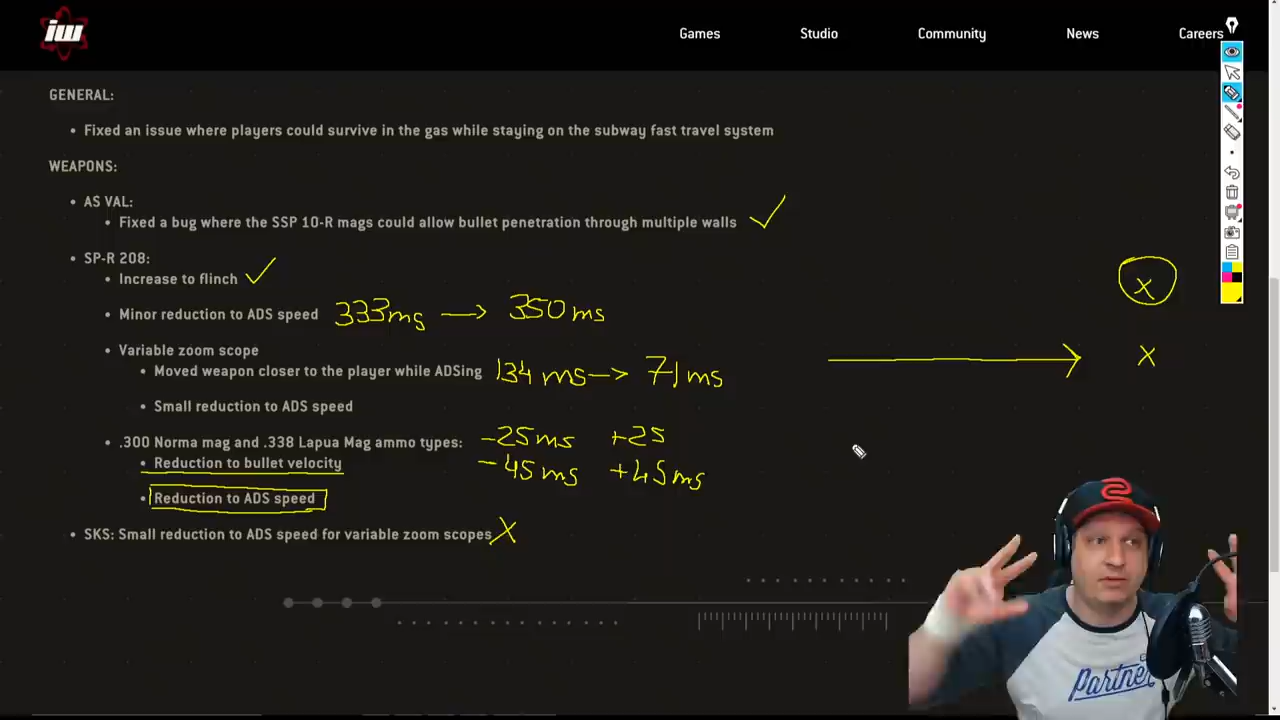 iw
Games Studio Community News Careers
GENERAL:
• Fixed an issue where players could survive in the gas while staying on the subway fast travel system
WEAPONS:
• AS VAL:
• Fixed a bug where the SSP 10-R mags could allow bullet penetration through multiple walls
• SP-R 208:
• Increase to flinch
• Minor reduction to ADS speed 333ms → 350ms
• Variable zoom scope
• Moved weapon closer to the player while ADSing 134 ms → 71 ms
• Small reduction to ADS speed
• .300 Norma mag and .338 Lapua Mag ammo types: -25ms +25
• Reduction to bullet velocity -45ms +45ms
• Reduction to ADS speed
• SKS: Small reduction to ADS speed for variable zoom scopes X
X
X
Partner